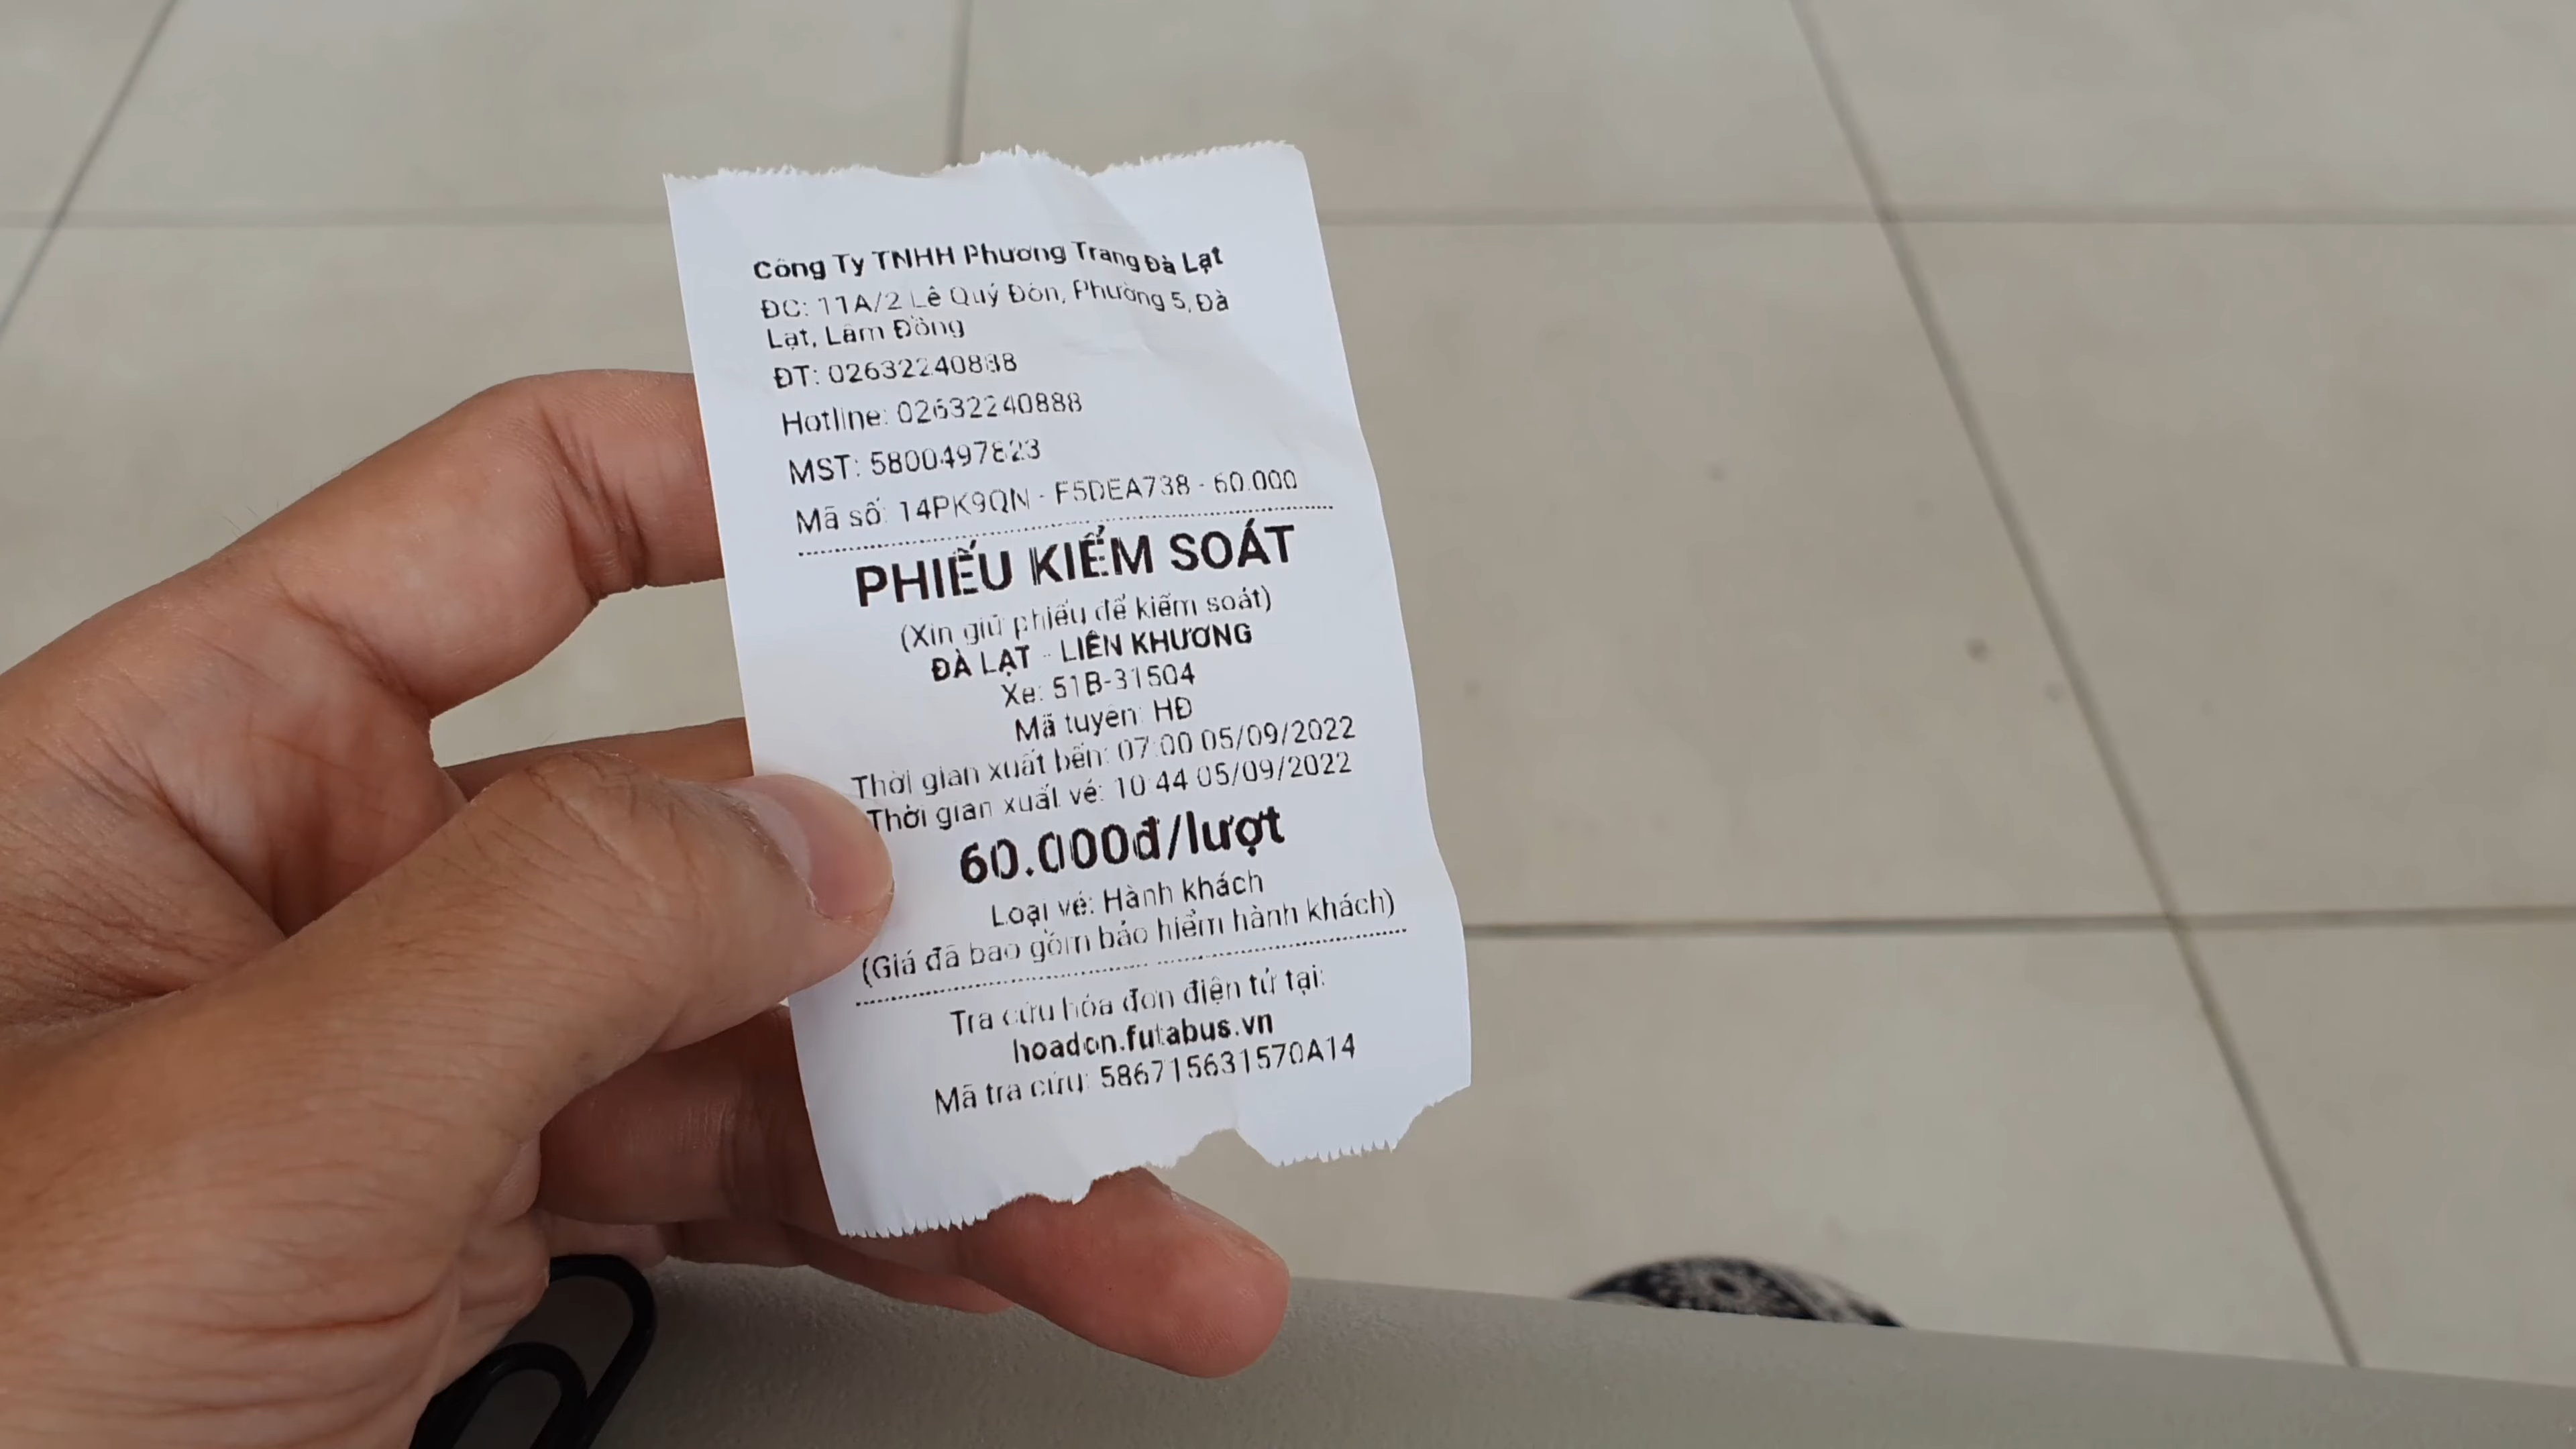 Công Ty TNHH Phương Trang Đà Lạt
ĐC: 11A/2 Lê Quý Đôn, Phường 5, Đà
Lạt, Lâm Đồng
ĐT: 02632240888
Hotline: 02632240888
MST: 5800497823
Mã số: 14PK9QN - F5DEA738 - 60.000
PHIẾU KIỂM SOÁT
(Xin giữ phiếu để kiểm soát)
ĐÀ LẠT - LIÊN KHƯƠNG
Xe: 51B-31504
Mã tuyến: HĐ
Thời gian xuất bến: 07:00 05/09/2022
Thời gian xuất vé: 10:44 05/09/2022
60.000đ/lượt
Loại vé: Hành khách
(Giá đã bao gồm bảo hiểm hành khách)
Tra cứu hóa đơn điện tử tại:
hoadon.futabus.vn
Mã tra cứu: 586715631570A14